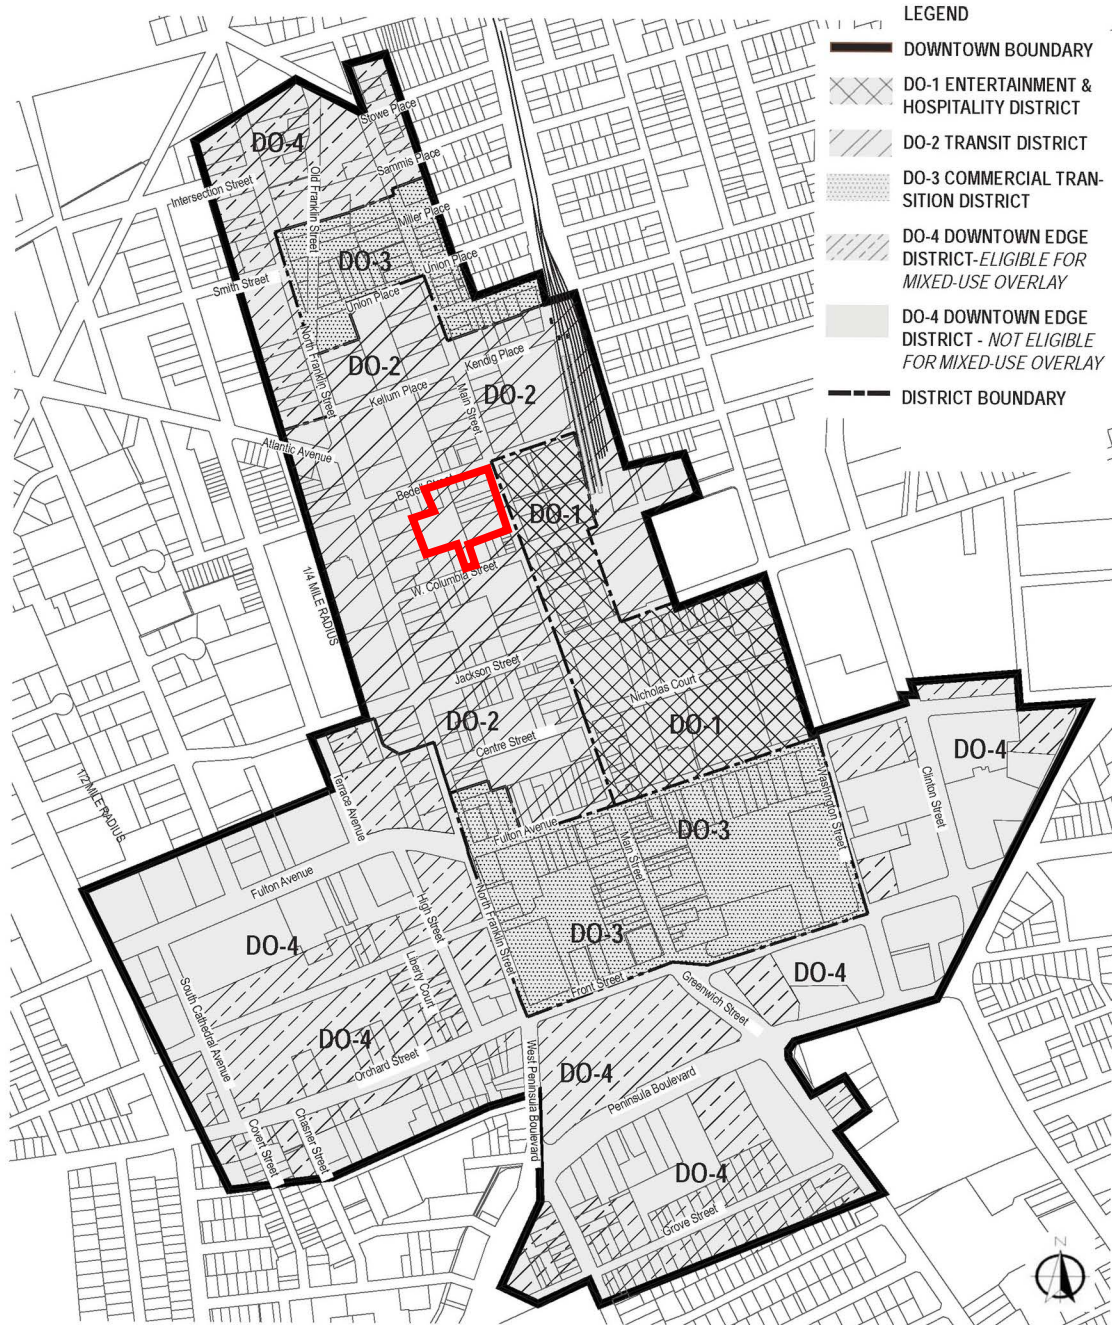 LEGEND
DOWNTOWN BOUNDARY
DO-1 ENTERTAINMENT &
HOSPITALITY DISTRICT
DO-2 TRANSIT DISTRICT
DO-3 COMMERCIAL TRAN-
SITION DISTRICT
DO-4 DOWNTOWN EDGE
DISTRICT-ELIGIBLE FOR
MIXED-USE OVERLAY
DO-4 DOWNTOWN EDGE
DISTRICT - NOT ELIGIBLE
FOR MIXED-USE OVERLAY
DISTRICT BOUNDARY
Stowe Place
DO-4
Sammis Place
Intersection Street
Old Franklin Street
Miller Place
DO-3
Union Place
Smith Street
Union Place
North Franklin Street
Kendig Place
DO-2
DO-2
Kellum Place
Main Street
Atlantic Avenue
Bedell Street
DO-1
W. Columbia Street
1/4 MILE RADIUS
Jackson Street
Nicholas Court
DO-2
DO-1
Centre Street
DO-4
1/2 MILE RADIUS
Terrace Avenue
Washington Street
Clinton Street
Fulton Avenue
Main Street
DO-3
Fulton Avenue
High Street
North Franklin Street
DO-4
DO-3
Liberty Court
Front Street
DO-4
South Cathedral Avenue
Greenwich Street
DO-4
Orchard Street
West Peninsula Boulevard
DO-4
Peninsula Boulevard
Covert Street
Chasner Street
DO-4
Grove Street
N